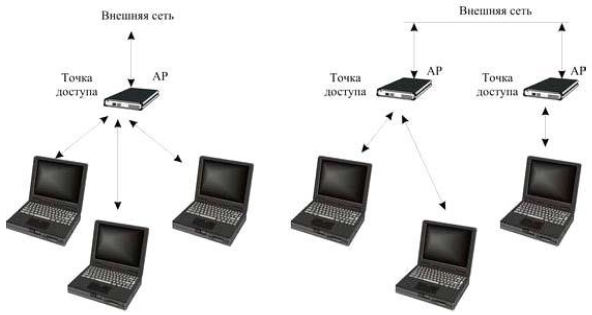 Внешняя сеть
Точка
доступа
AP
Внешняя сеть
Точка
доступа
AP
Точка
доступа
AP